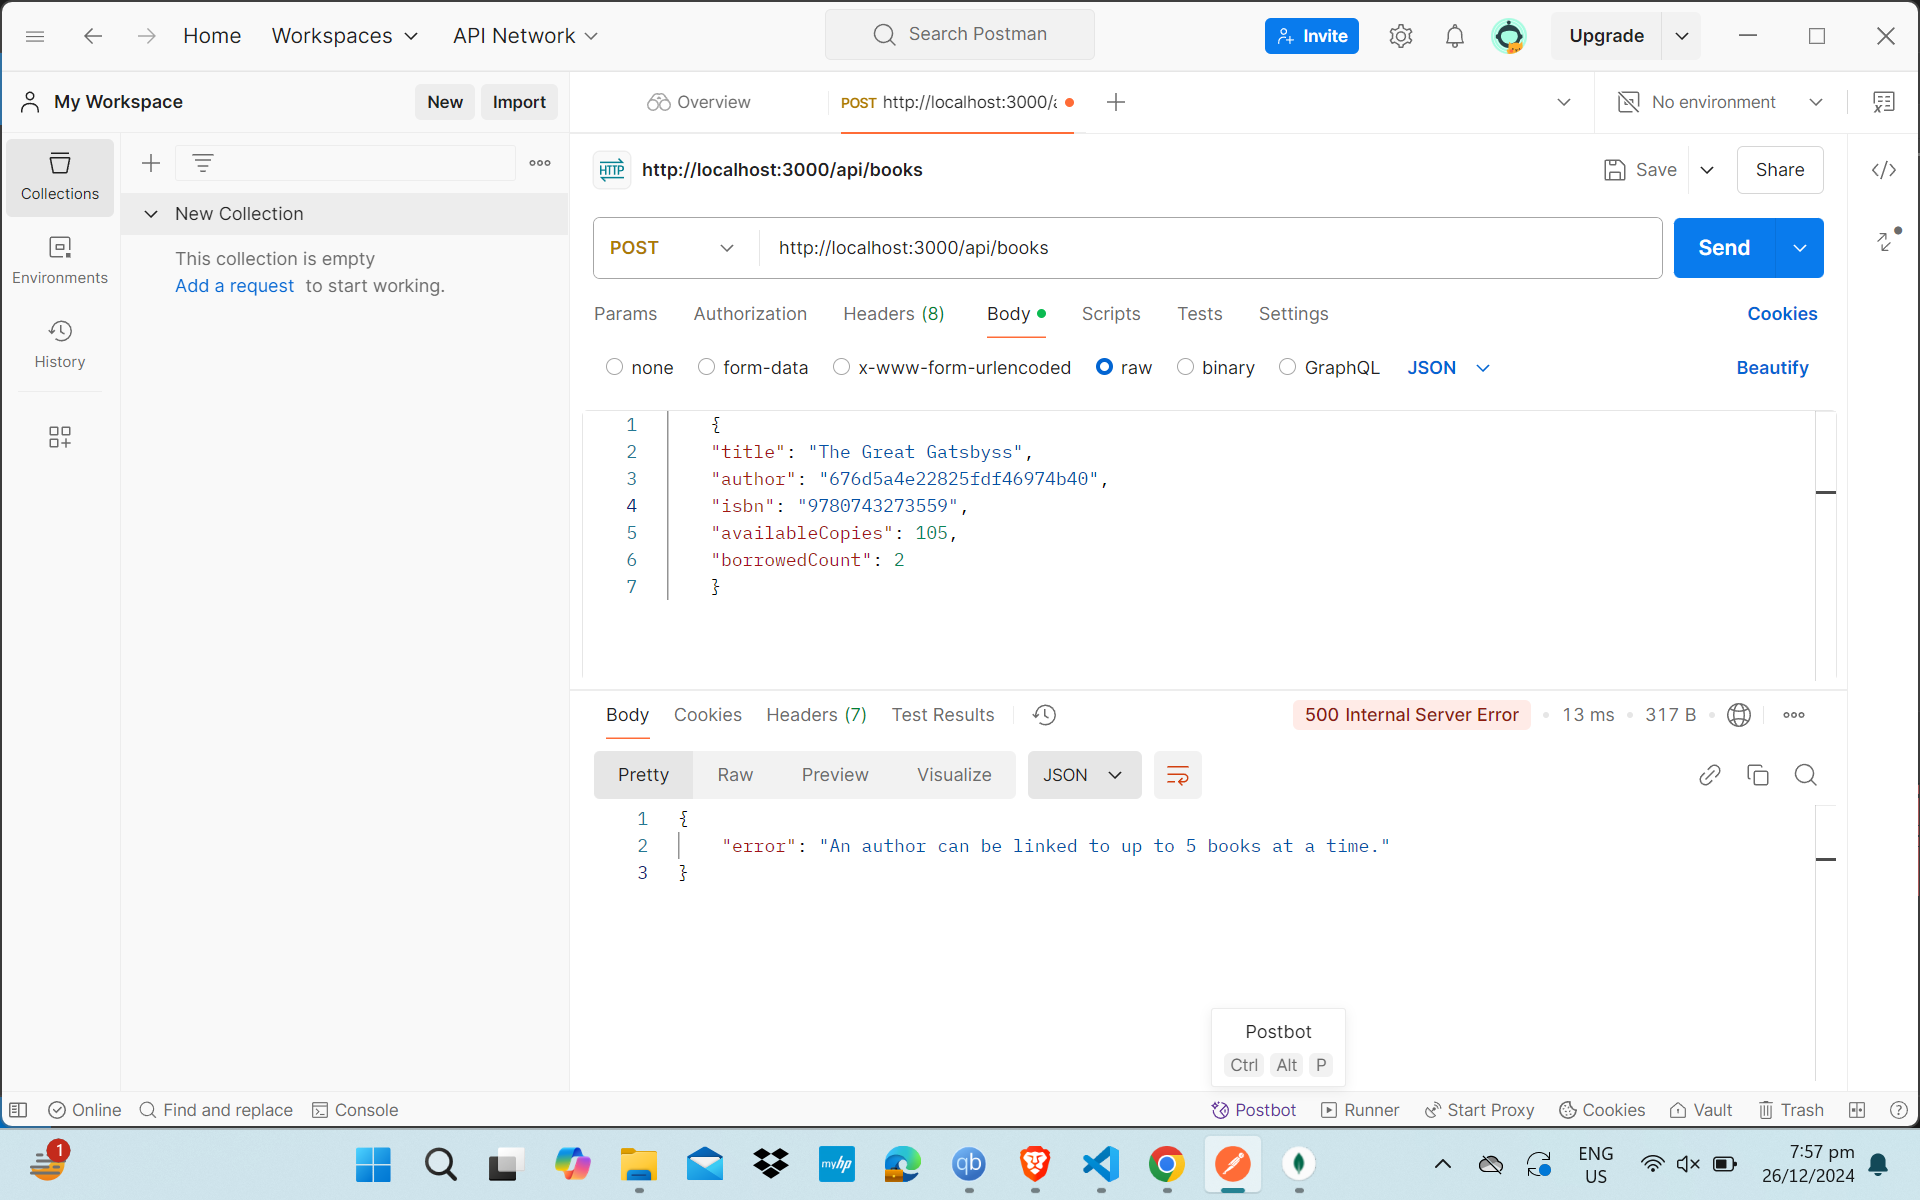 Home Workspaces API Network Search Postman Invite Upgrade
My Workspace New Import Overview POST http://localhost:3000/a No environment
Collections
Environments
History
New Collection
This collection is empty
Add a request to start working.
HTTP http://localhost:3000/api/books Save Share
POST http://localhost:3000/api/books Send
Params Authorization Headers (8) Body Scripts Tests Settings Cookies
none form-data x-www-form-urlencoded raw binary GraphQL JSON Beautify
1 {
2 "title": "The Great Gatsbyss",
3 "author": "676d5a4e22825fdf46974b40",
4 "isbn": "9780743273559",
5 "availableCopies": 105,
6 "borrowedCount": 2
7 }
Body Cookies Headers (7) Test Results 500 Internal Server Error 13 ms 317 B
Pretty Raw Preview Visualize JSON
1 {
2 "error": "An author can be linked to up to 5 books at a time."
3 }
Postbot
Ctrl Alt P
Online Find and replace Console Postbot Runner Start Proxy Cookies Vault Trash
1 myhp qb ENG 7:57 pm
US 26/12/2024